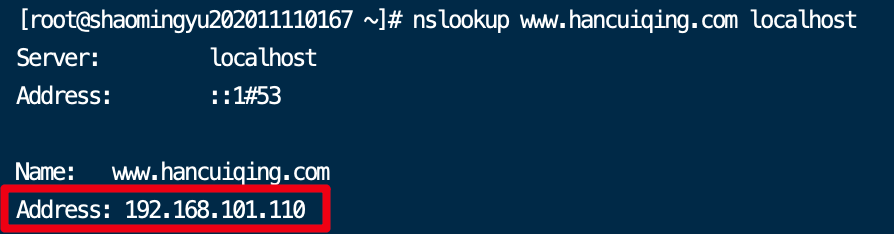 [root@shaomingyu202011110167 ~]# nslookup www.hancuiqing.com localhost
Server:         localhost
Address:        ::1#53
Name:   www.hancuiqing.com
Address: 192.168.101.110